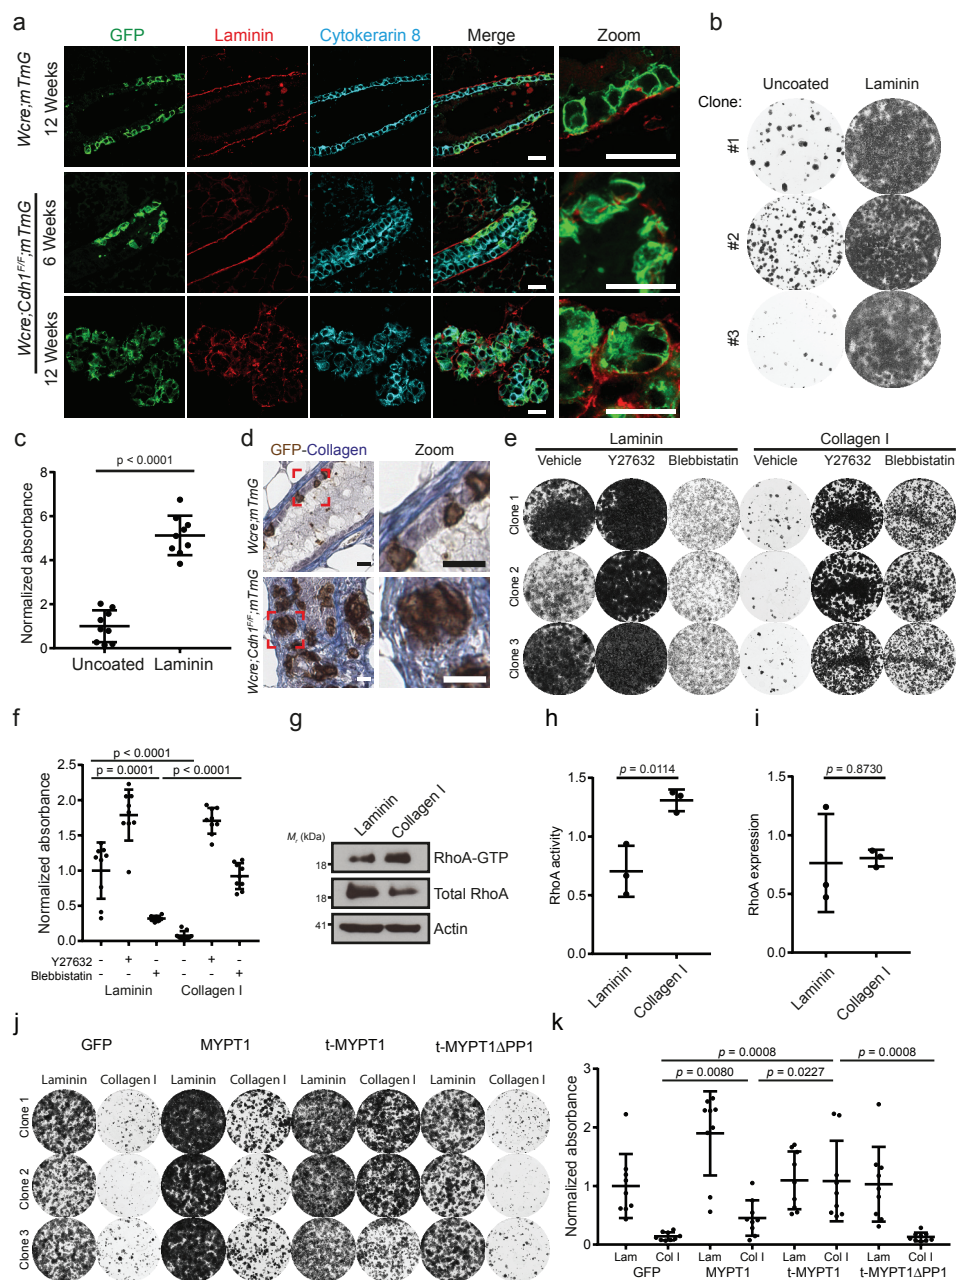 a
GFP
Laminin
Cytokerarin 8
Merge
Zoom
Wcre;mTmG
12 Weeks
Wcre;Cdh1F/F;mTmG
6 Weeks
12 Weeks
b
Uncoated
Laminin
Clone:
#1
#2
#3
c
p < 0.0001
Normalized absorbance
8
6
4
2
0
Uncoated
Laminin
d
GFP-Collagen
Zoom
Wcre;mTmG
Wcre;Cdh1F/F;mTmG
e
Laminin
Collagen I
Vehicle
Y27632
Blebbistatin
Vehicle
Y27632
Blebbistatin
Clone 1
Clone 2
Clone 3
f
p < 0.0001
p = 0.0001
p < 0.0001
Normalized absorbance
2.5
2.0
1.5
1.0
0.5
0.0
Y27632 - + - - + -
Blebbistatin - - + - - +
Laminin
Collagen I
g
Laminin
Collagen I
Mr (kDa)
18
RhoA-GTP
18
Total RhoA
41
Actin
h
p = 0.0114
RhoA activity
1.5
1.0
0.5
0.0
Laminin
Collagen I
i
p = 0.8730
RhoA expression
1.5
1.0
0.5
0.0
Laminin
Collagen I
j
GFP
MYPT1
t-MYPT1
t-MYPT1ΔPP1
Laminin
Collagen I
Laminin
Collagen I
Laminin
Collagen I
Laminin
Collagen I
Clone 1
Clone 2
Clone 3
k
p = 0.0008
p = 0.0008
p = 0.0080
p = 0.0227
Normalized absorbance
3
2
1
0
Lam
Col I
Lam
Col I
Lam
Col I
Lam
Col I
GFP
MYPT1
t-MYPT1
t-MYPT1ΔPP1